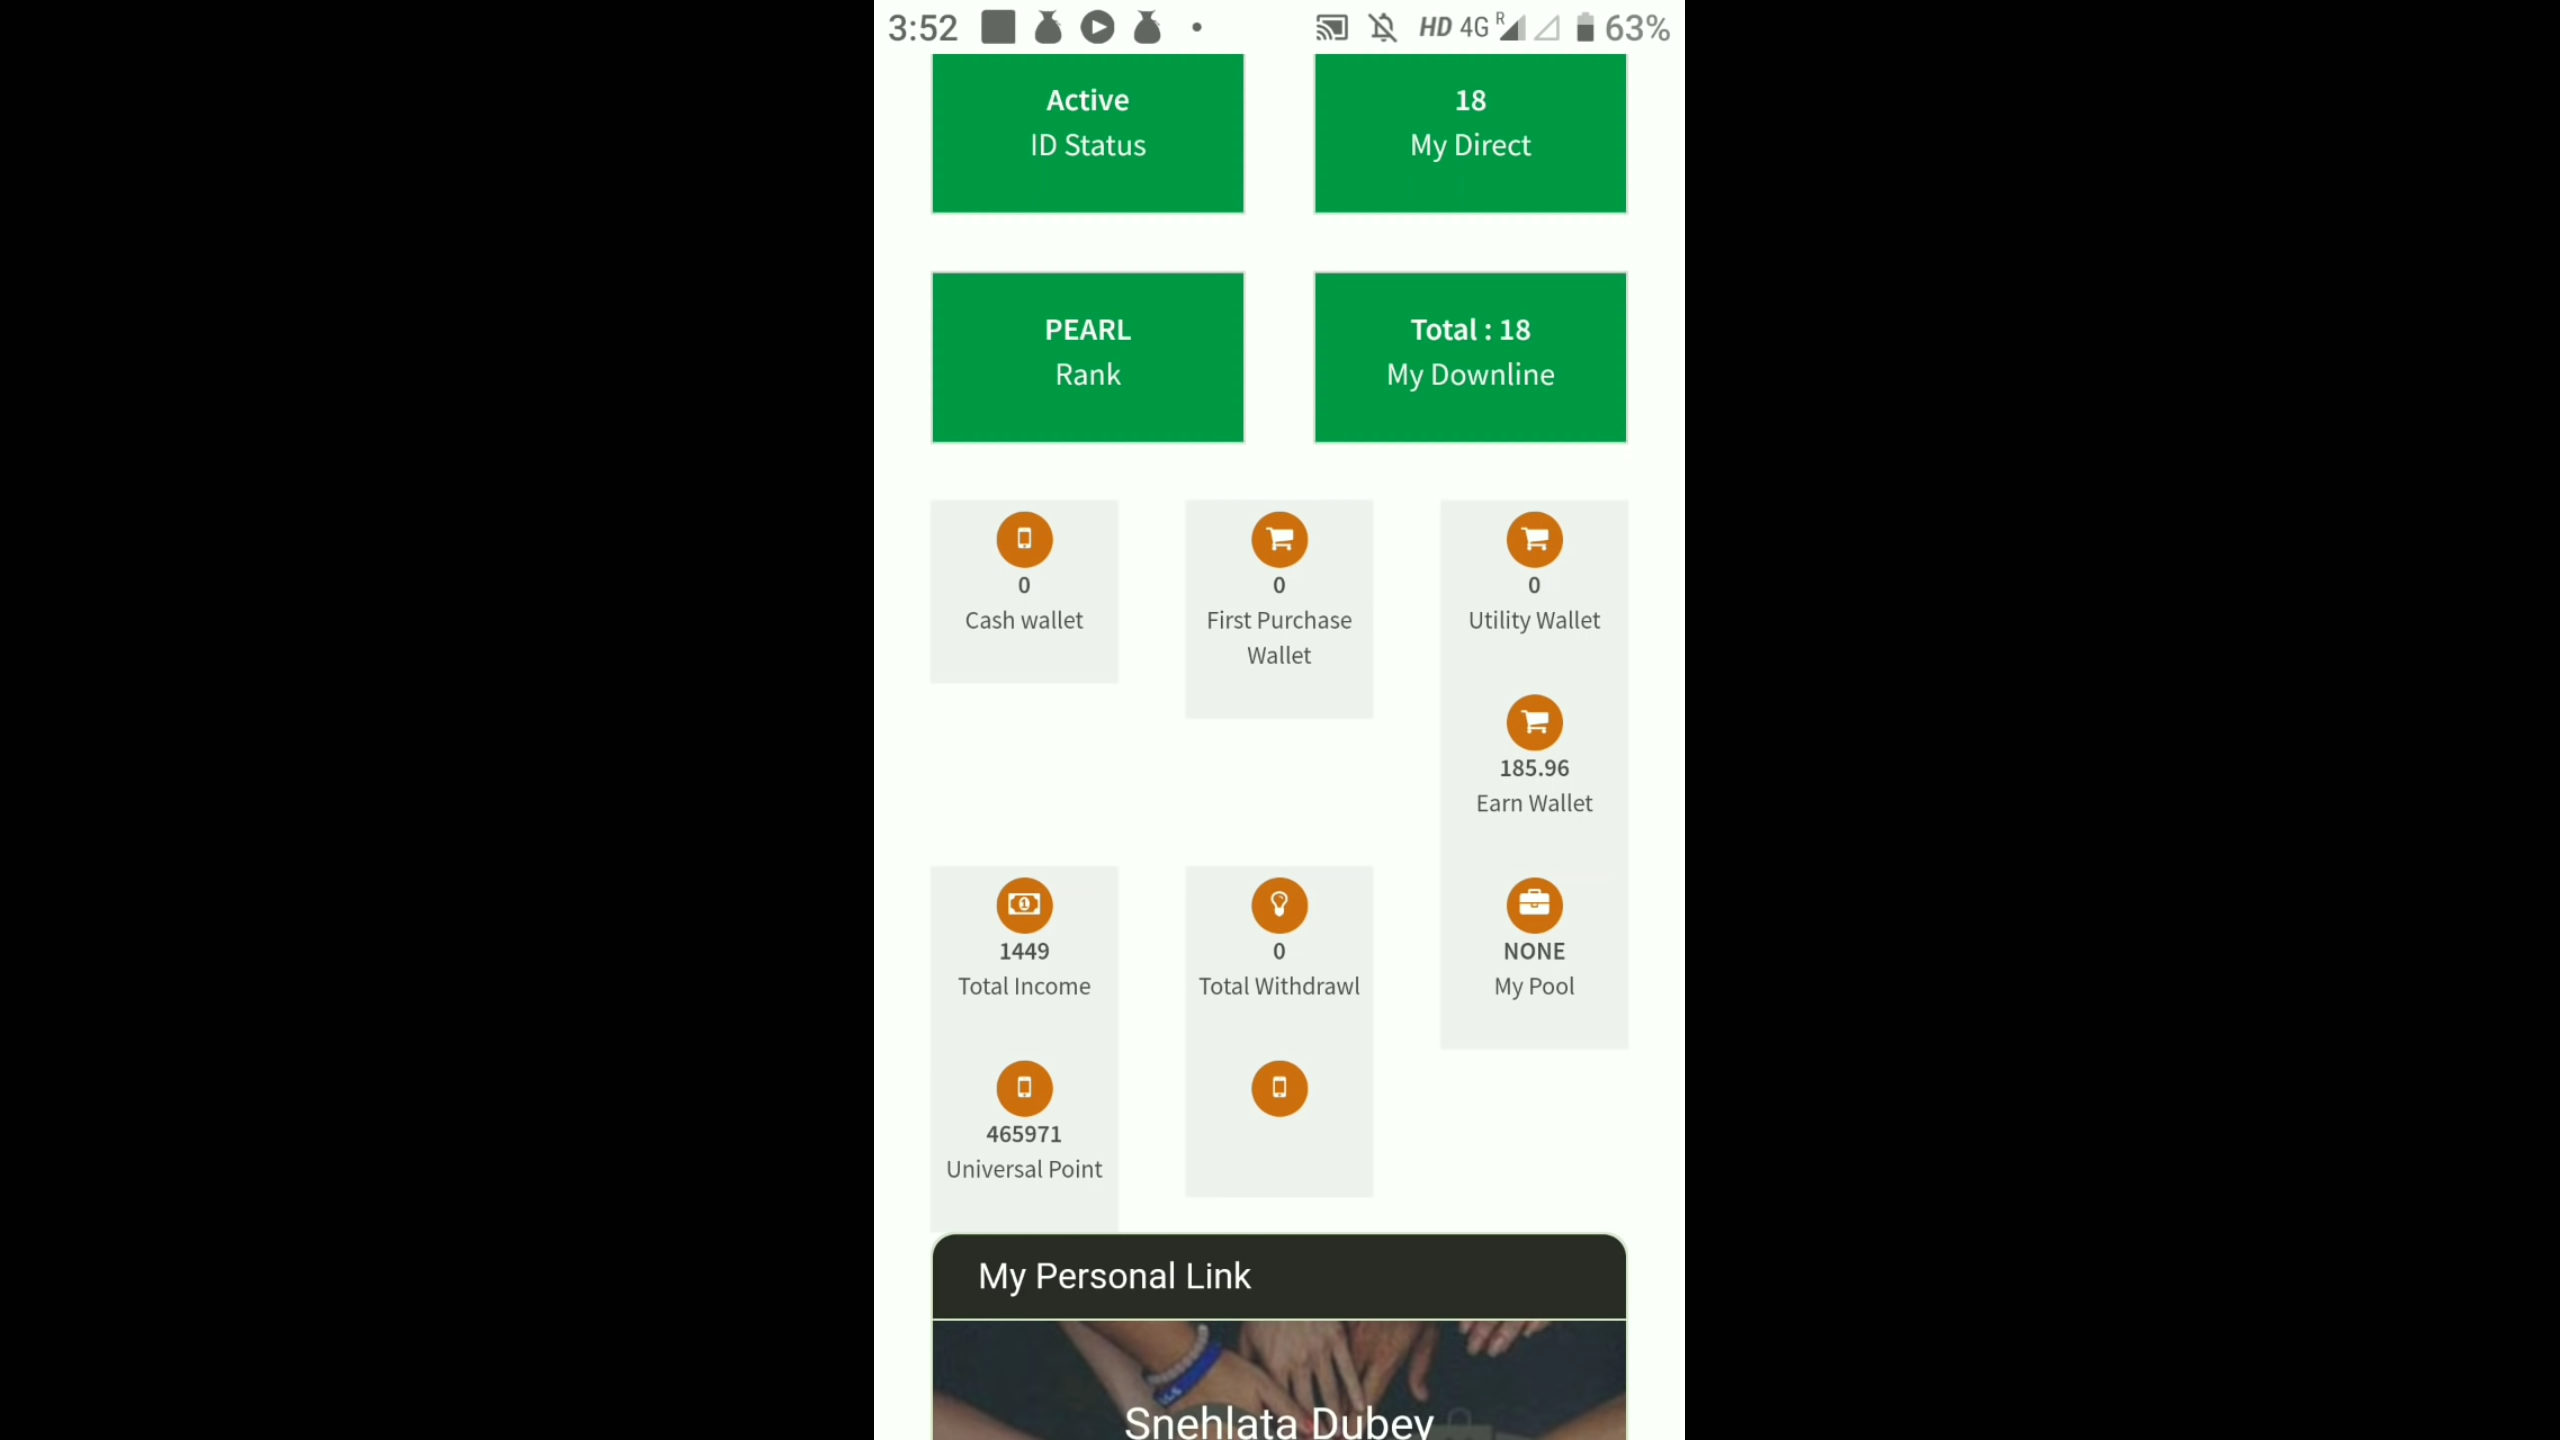 3:52 HD 4G R 63%
Active
ID Status
18
My Direct
PEARL
Rank
Total : 18
My Downline
0
Cash wallet
0
First Purchase
Wallet
0
Utility Wallet
185.96
Earn Wallet
1449
Total Income
0
Total Withdrawl
NONE
My Pool
465971
Universal Point
My Personal Link
Snehlata Dubey